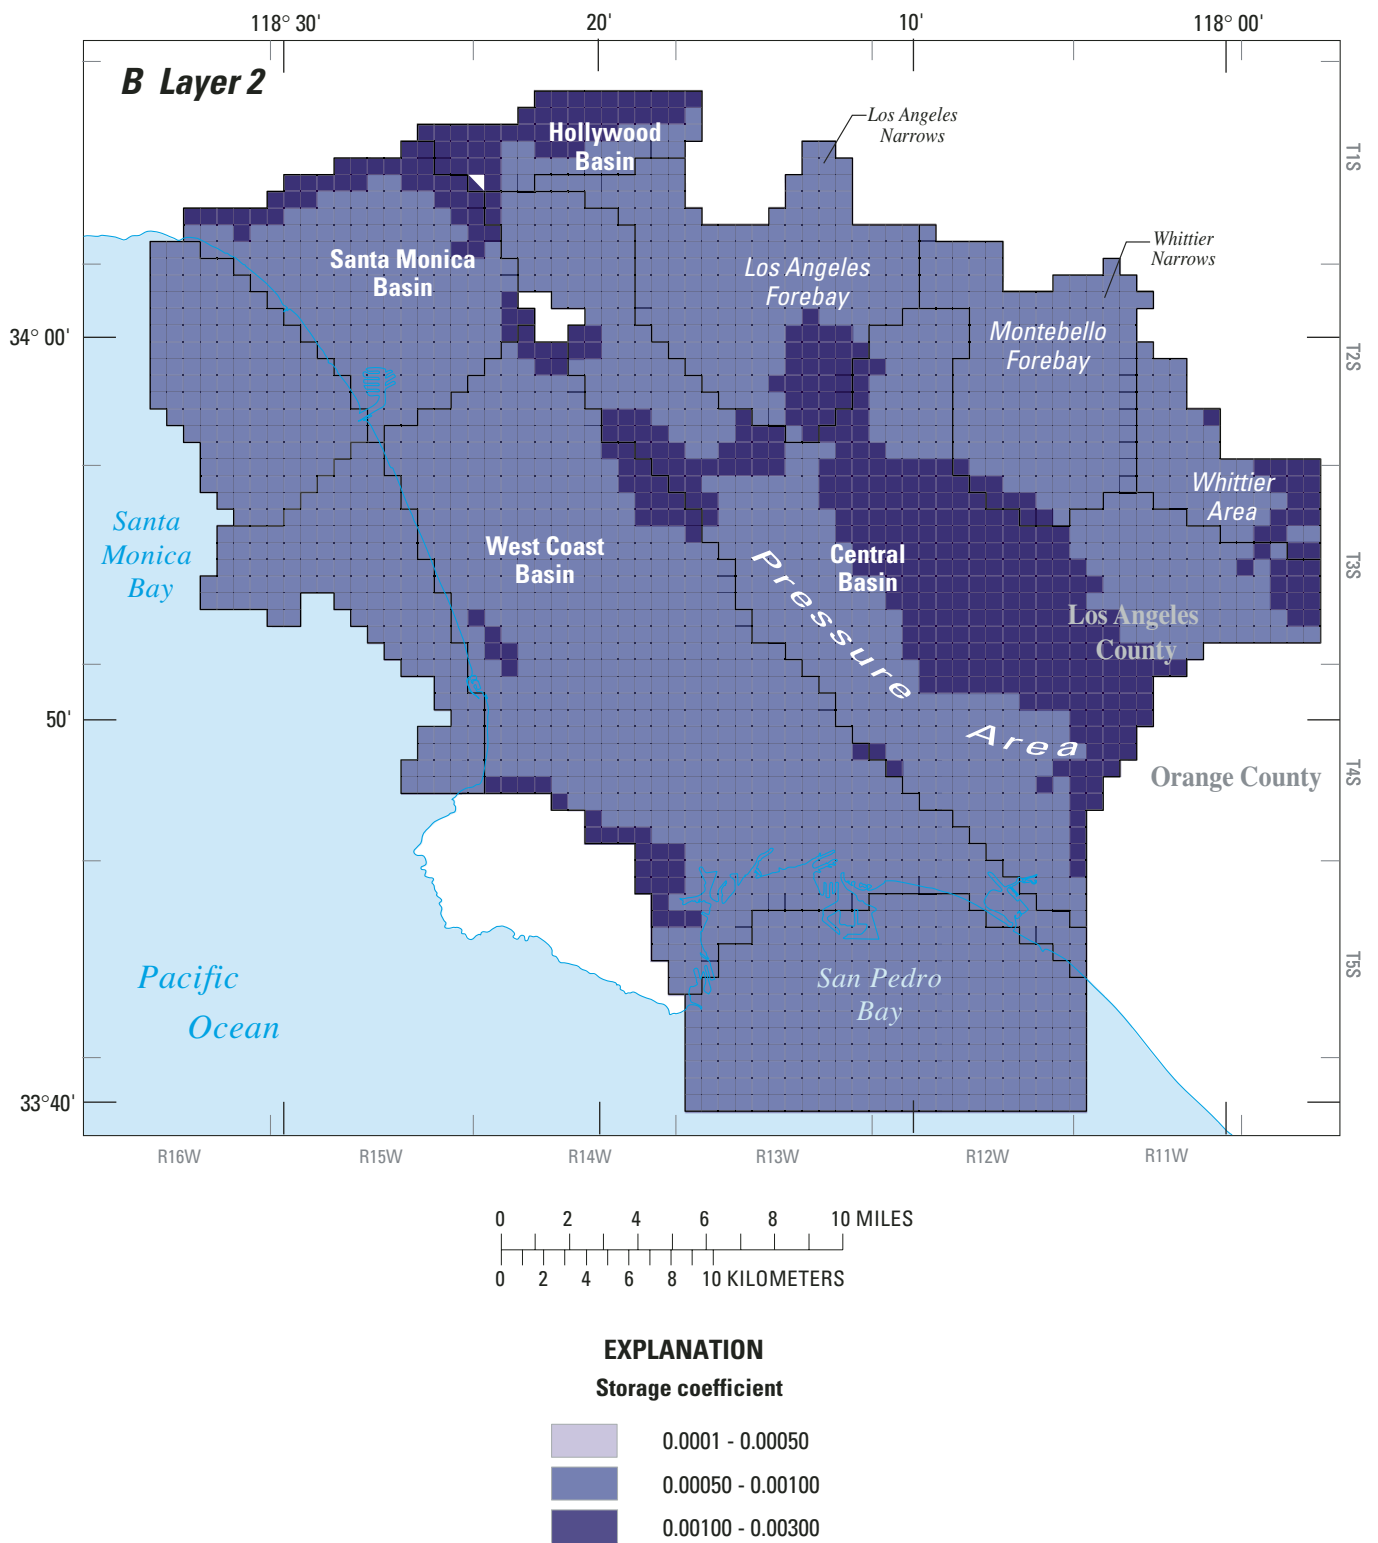 118° 30'
20'
10'
118° 00'
B Layer 2
Hollywood
Basin
Los Angeles
Narrows
T1S
Santa Monica
Basin
Los Angeles
Forebay
Whittier
Narrows
34° 00'
Montebello
Forebay
T2S
Whittier
Area
Santa
Monica
Bay
West Coast
Basin
Central
Basin
T3S
Pressure
Area
Los Angeles
County
50'
Orange County
T4S
Pacific
Ocean
San Pedro
Bay
T5S
33°40'
R16W
R15W
R14W
R13W
R12W
R11W
0 2 4 6 8 10 MILES
0 2 4 6 8 10 KILOMETERS
EXPLANATION
Storage coefficient
0.0001 - 0.00050
0.00050 - 0.00100
0.00100 - 0.00300